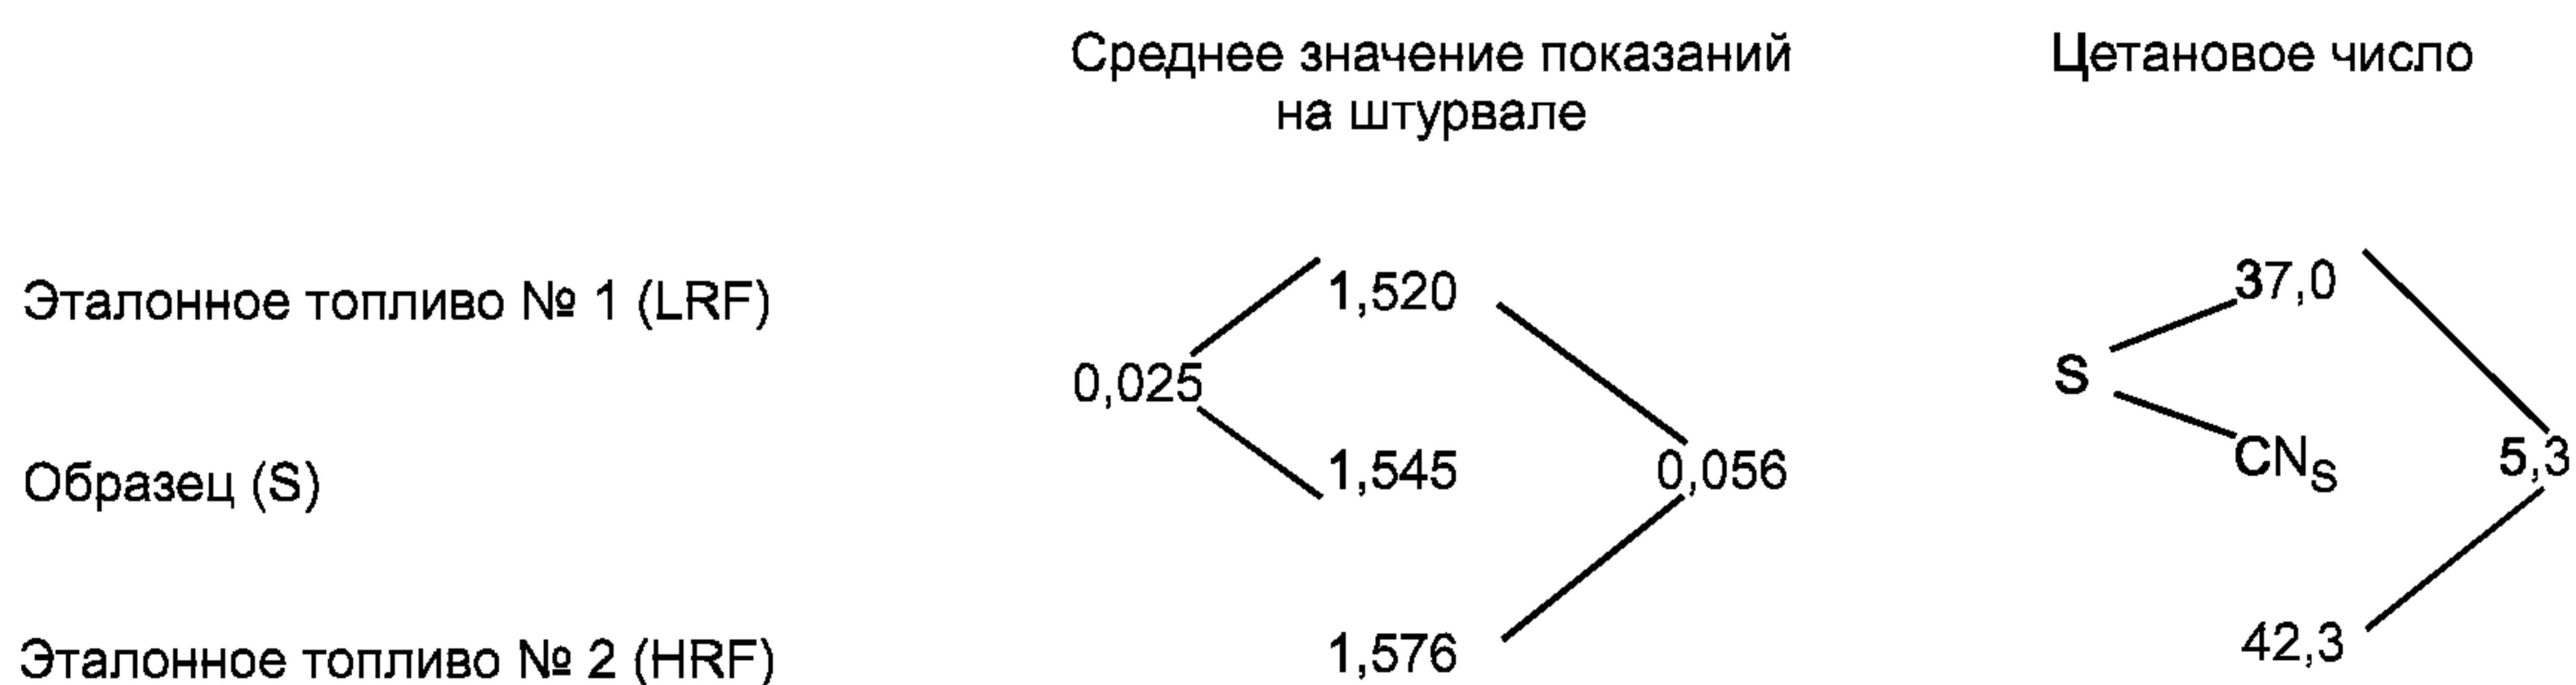 Среднее значение показаний
на штурвале
Цетановое число
Эталонное топливо № 1 (LRF)
1,520
37,0
0,025
S
Образец (S)
1,545
0,056
CNS
5,3
Эталонное топливо № 2 (HRF)
1,576
42,3